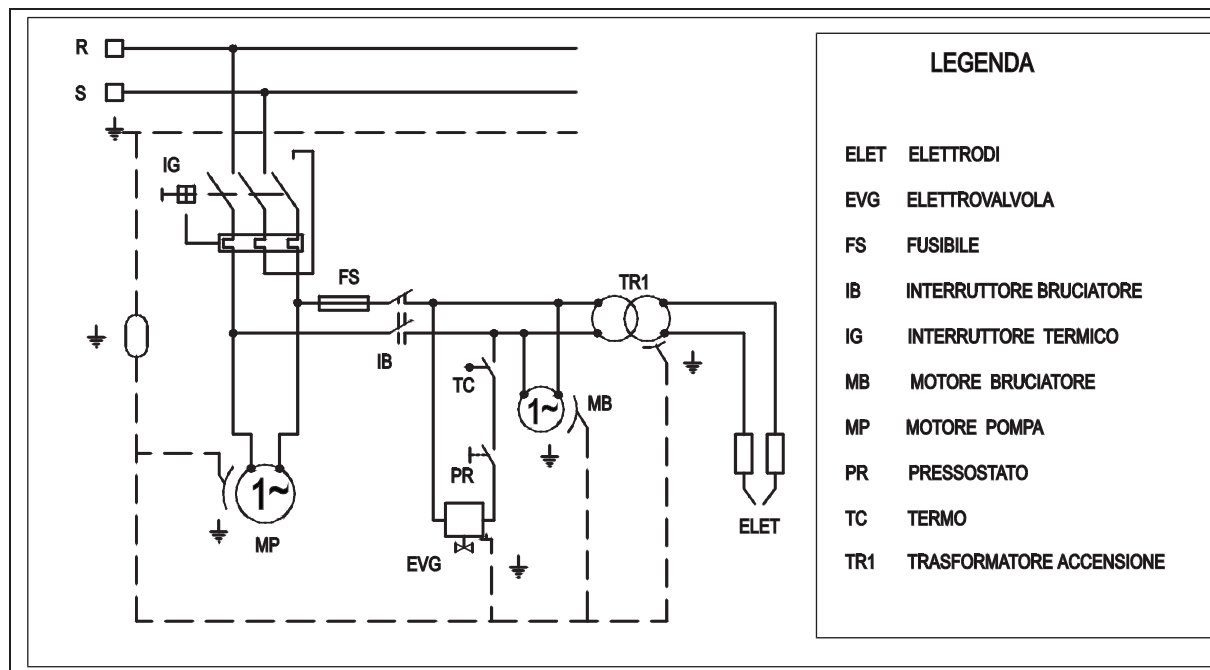 R
S
IG
FS
TR1
IB
TC
1~
MB
PR
1~
MP
EVG
ELET
LEGENDA
ELET ELETTRODI
EVG ELETTROVALVOLA
FS FUSIBILE
IB INTERRUTTORE BRUCIATORE
IG INTERRUTTORE TERMICO
MB MOTORE BRUCIATORE
MP MOTORE POMPA
PR PRESSOSTATO
TC TERMO
TR1 TRASFORMATORE ACCENSIONE